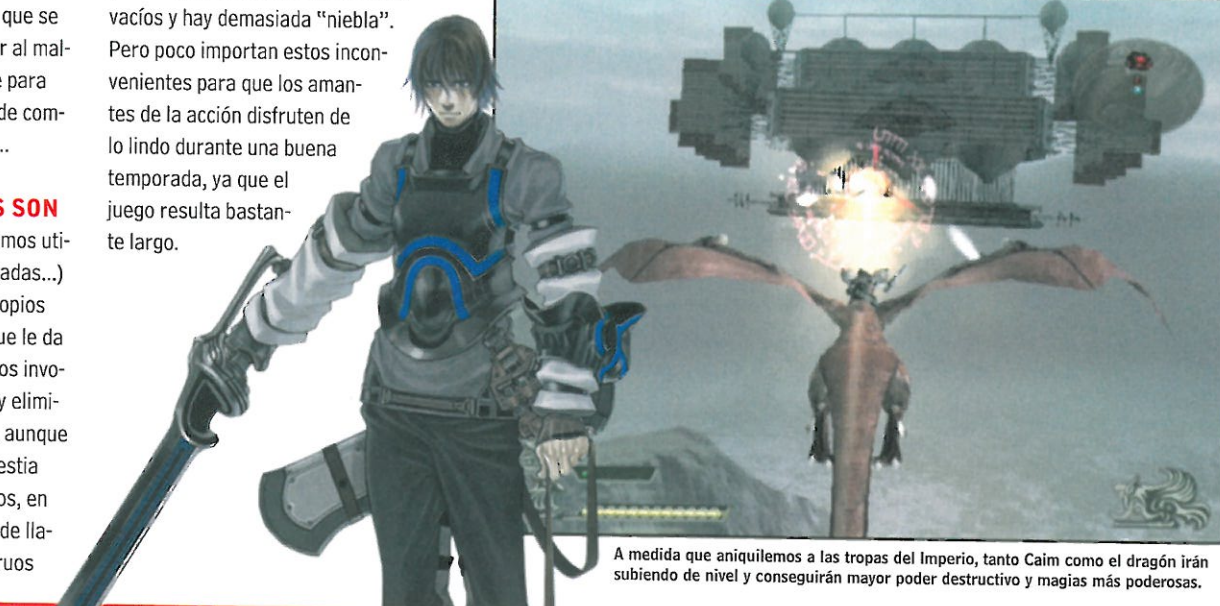 que se
r al mal-
e para
de com-
..
S SON
mos uti-
adas...)
opios
ue le da
os invo-
y elimi-
aunque
estia
os, en
de lla-
ruos
vacíos y hay demasiada “niebla”.
Pero poco importan estos incon-
venientes para que los aman-
tes de la acción disfruten de
lo lindo durante una buena
temporada, ya que el
juego resulta bastan-
te largo.
A medida que aniquilemos a las tropas del Imperio, tanto Caim como el dragón irán
subiendo de nivel y conseguirán mayor poder destructivo y magias más poderosas.